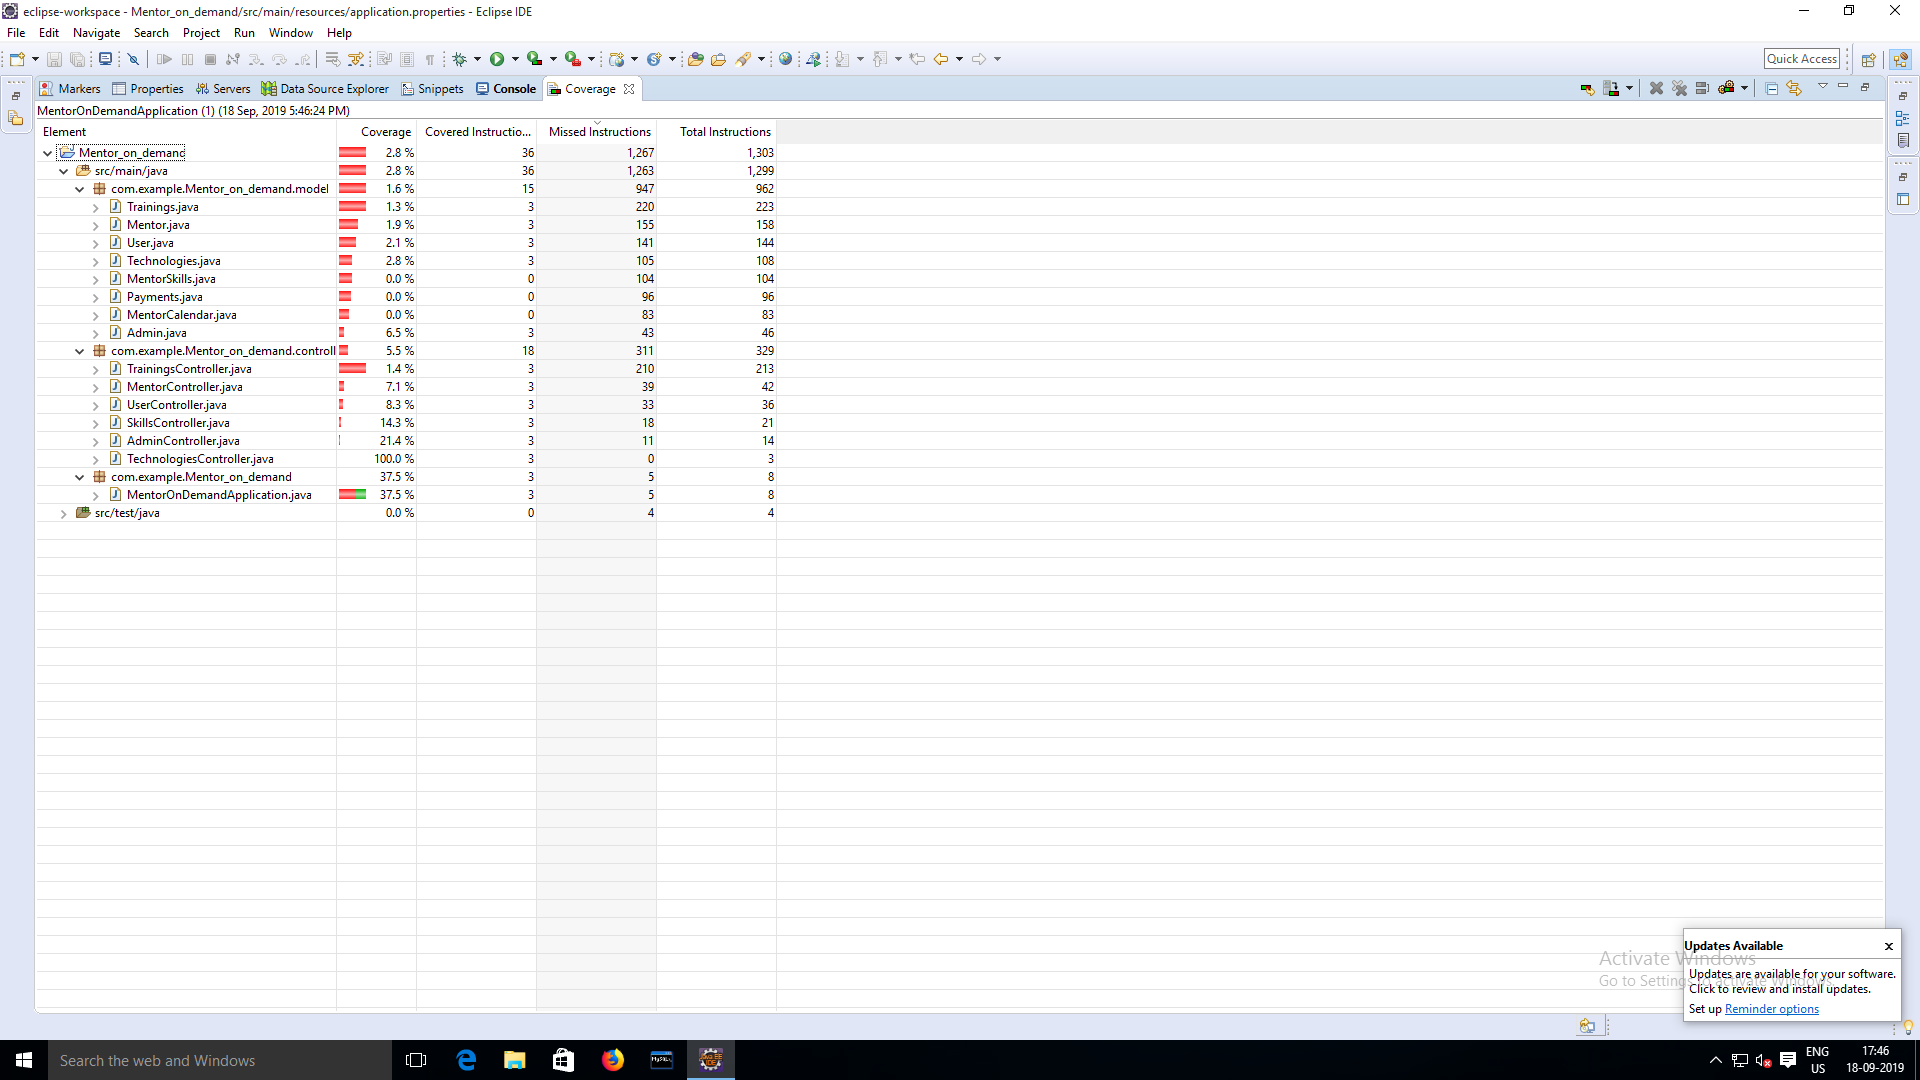 eclipse-workspace - Mentor_on_demand/src/main/resources/application.properties - Eclipse IDE
File Edit Navigate Search Project Run Window Help
Quick Access
Markers Properties Servers Data Source Explorer Snippets Console Coverage
MentorOnDemandApplication (1) (18 Sep, 2019 5:46:24 PM)
Element Coverage Covered Instructio... Missed Instructions Total Instructions
Mentor_on_demand 2.8 % 36 1,267 1,303
src/main/java 2.8 % 36 1,263 1,299
com.example.Mentor_on_demand.model 1.6 % 15 947 962
Trainings.java 1.3 % 3 220 223
Mentor.java 1.9 % 3 155 158
User.java 2.1 % 3 141 144
Technologies.java 2.8 % 3 105 108
MentorSkills.java 0.0 % 0 104 104
Payments.java 0.0 % 0 96 96
MentorCalendar.java 0.0 % 0 83 83
Admin.java 6.5 % 3 43 46
com.example.Mentor_on_demand.controll 5.5 % 18 311 329
TrainingsController.java 1.4 % 3 210 213
MentorController.java 7.1 % 3 39 42
UserController.java 8.3 % 3 33 36
SkillsController.java 14.3 % 3 18 21
AdminController.java 21.4 % 3 11 14
TechnologiesController.java 100.0 % 3 0 3
com.example.Mentor_on_demand 37.5 % 3 5 8
MentorOnDemandApplication.java 37.5 % 3 5 8
src/test/java 0.0 % 0 4 4
Activate Windows
Go to Settings to activate Windows.
Updates Available
Updates are available for your software.
Click to review and install updates.
Set up Reminder options
Search the web and Windows
ENG
US
17:46
18-09-2019